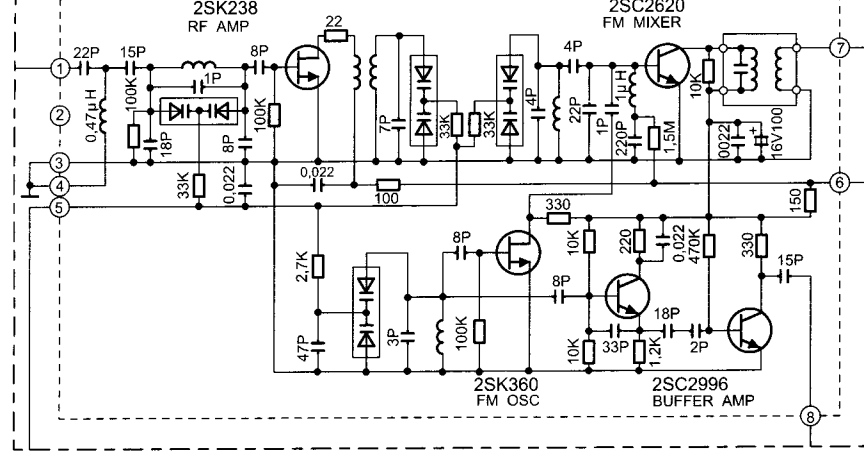 2SK238
RF AMP
2SC2620
FM MIXER
22
22P
15P
8P
4P
7
1
1P
100K
0,47μH
2
18P
8P
100K
7P
33K
33K
4P
22P
1P
1μH
220P
1,5M
10K
0022
+
16V100
3
4
33K
0,022
0,022
100
6
5
150
330
2,7K
8P
10K
220
0,022
470K
330
15P
8P
47P
3P
100K
18P
10K
33P
1,2K
2P
2SK360
FM OSC
2SC2996
BUFFER AMP
8